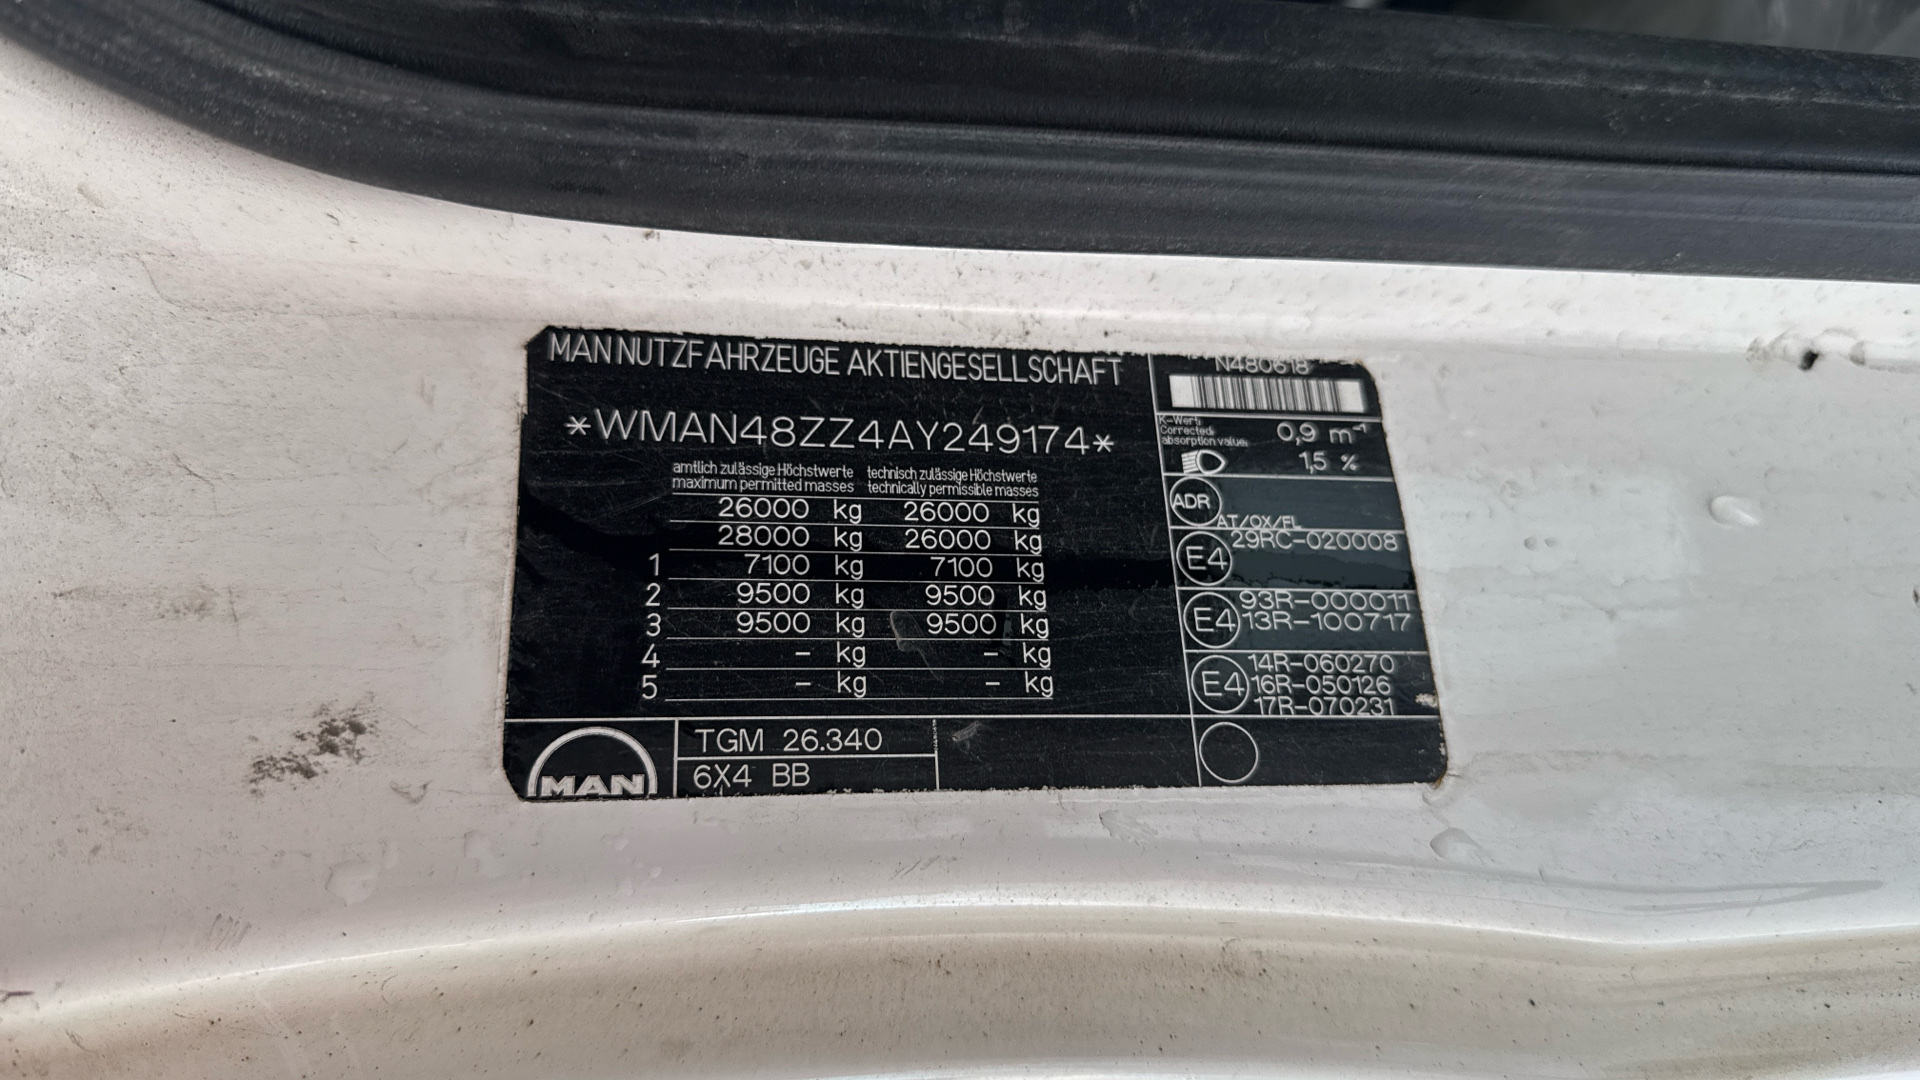 MAN NUTZFAHRZEUGE AKTIENGESELLSCHAFT
*WMAN48ZZ4AY249174*
amtlich zulässige Höchstwerte technisch zulässige Höchstwerte
maximum permitted masses technically permissible masses
26000 kg 26000 kg
28000 kg 26000 kg
1 7100 kg 7100 kg
2 9500 kg 9500 kg
3 9500 kg 9500 kg
4 – kg – kg
5 – kg – kg
MAN
TGM 26.340
6X4 BB
N480618
K-Wert:
Corrected
absorption value:
0,9 m⁻¹
1,5 %
ADR
AT/OX/FL
E4
29RC-020008
E4
93R-000011
13R-100717
E4
14R-060270
16R-050126
17R-070231